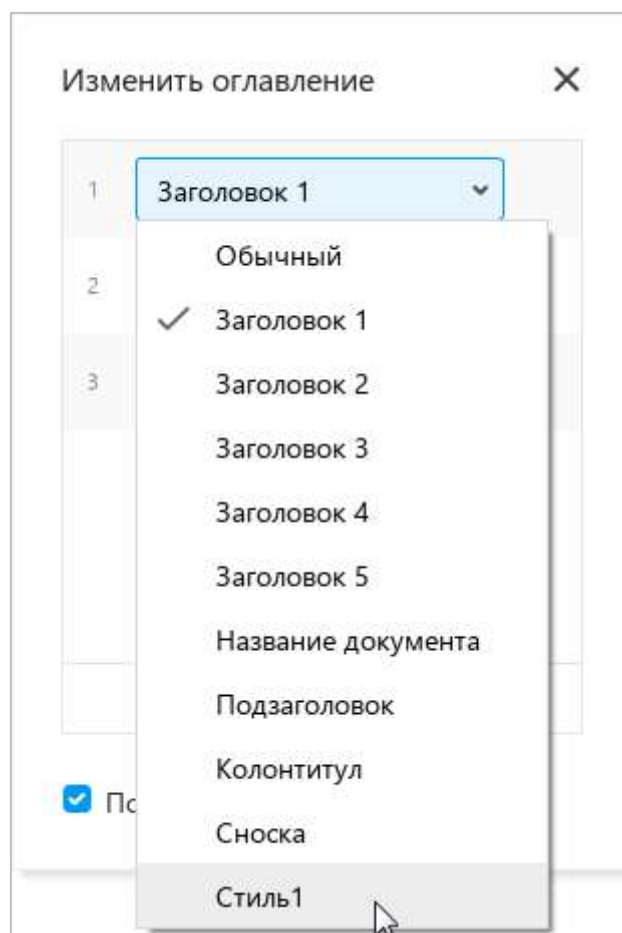 Изменить оглавление
1 Заголовок 1
Обычный
2
Заголовок 1
3 Заголовок 2
Заголовок 3
Заголовок 4
Заголовок 5
Название документа
Подзаголовок
Колонтитул
По
Сноска
Стиль1